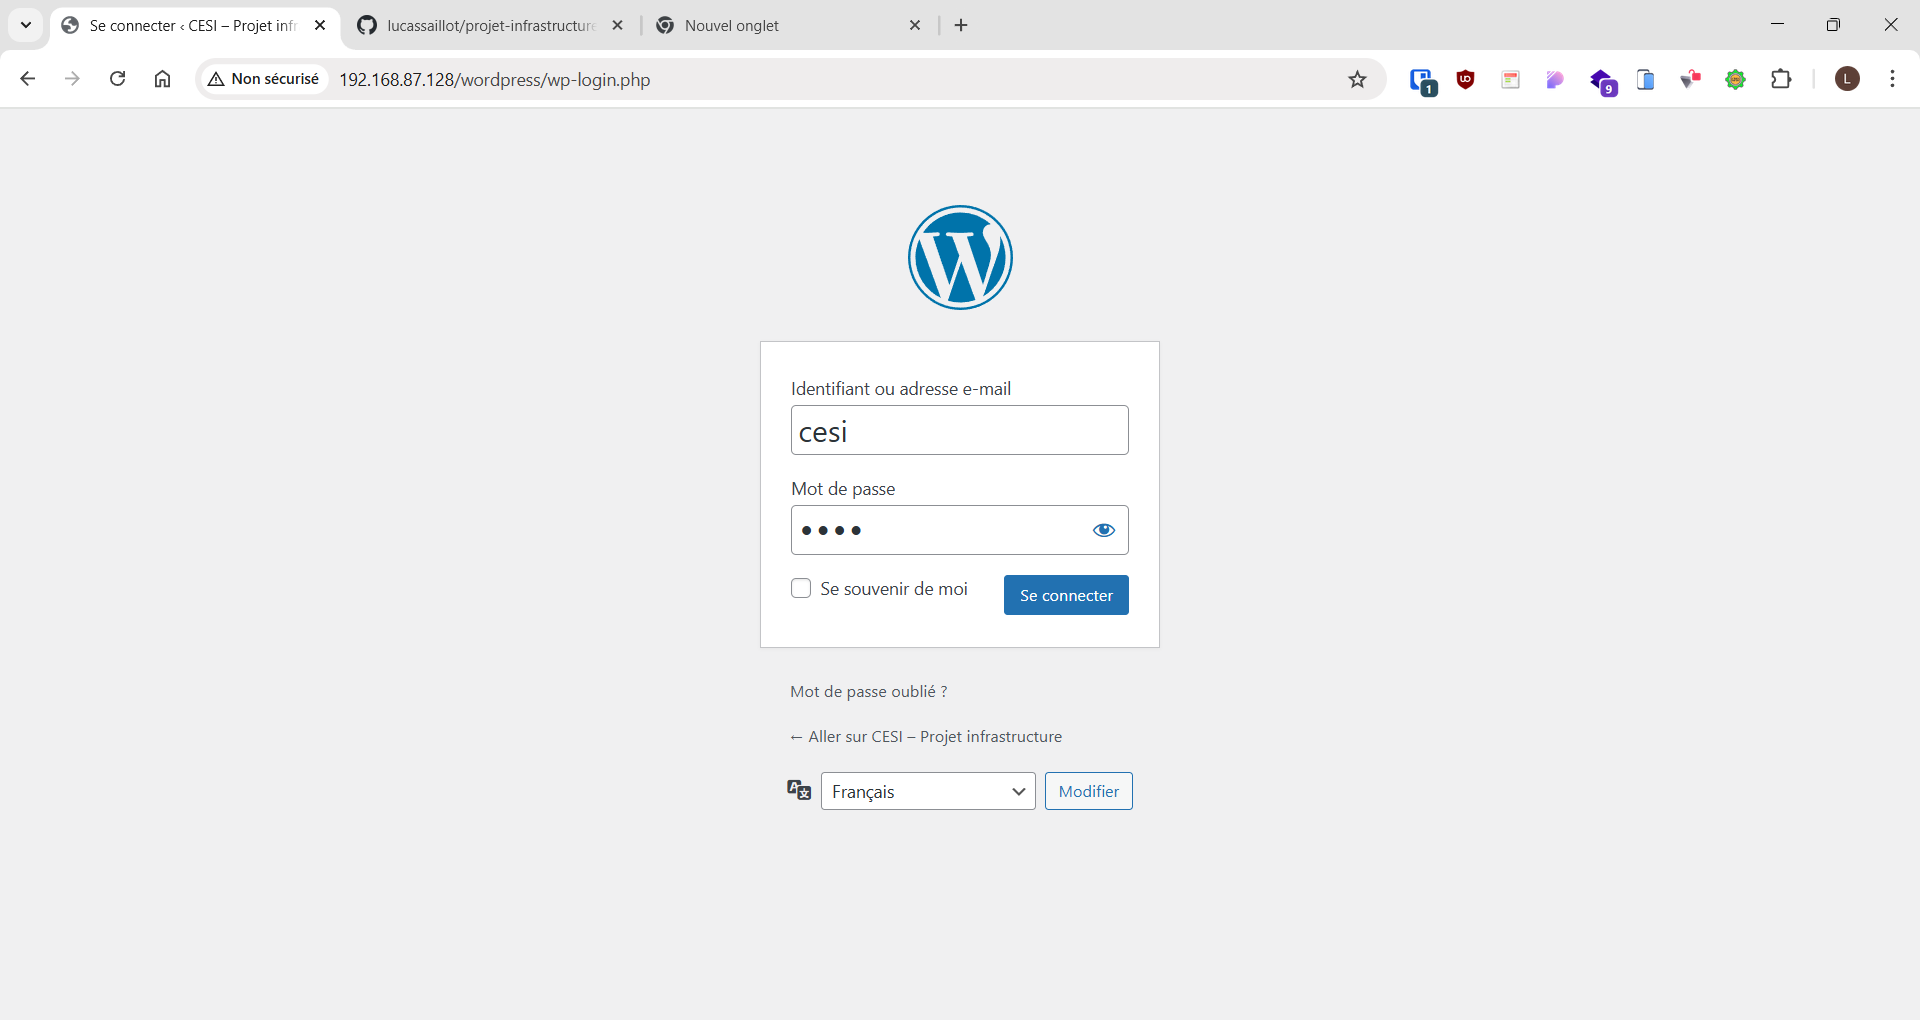 Se connecter ‹ CESI – Projet inf
lucassaillot/projet-infrastructure
Nouvel onglet
Non sécurisé
192.168.87.128/wordpress/wp-login.php
1
UO
9
L
W
Identifiant ou adresse e-mail
cesi
Mot de passe
••••
Se souvenir de moi
Se connecter
Mot de passe oublié ?
← Aller sur CESI – Projet infrastructure
Français
Modifier